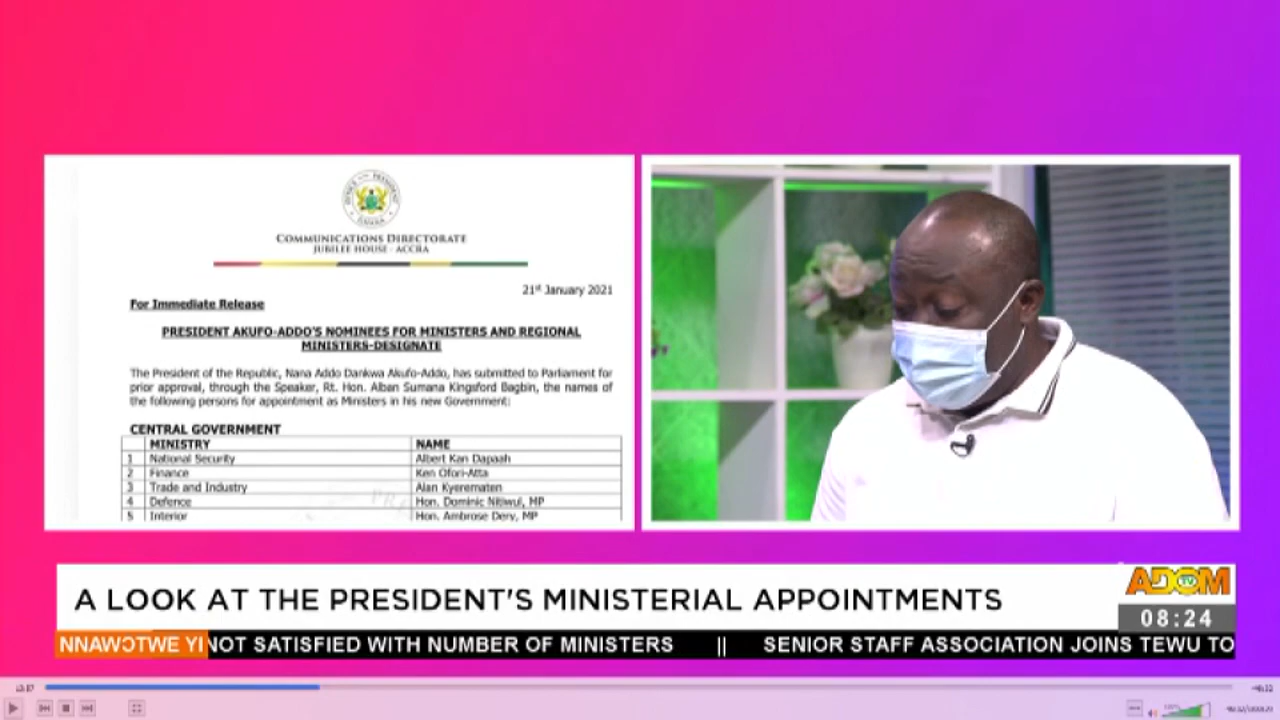 COMMUNICATIONS DIRECTORATE
JUBILEE HOUSE - ACCRA
21st January 2021
For Immediate Release
PRESIDENT AKUFO-ADDO'S NOMINEES FOR MINISTERS AND REGIONAL
MINISTERS-DESIGNATE
The President of the Republic, Nana Addo Dankwa Akufo-Addo, has submitted to Parliament for
prior approval, through the Speaker, Rt. Hon. Alban Sumana Kingsford Bagbin, the names of
the following persons for appointment as Ministers in his new Government:
CENTRAL GOVERNMENT
MINISTRY NAME
1 National Security Albert Kan Dapaah
2 Finance Ken Ofori-Atta
3 Trade and Industry Alan Kyerematen
4 Defence Hon. Dominic Nitiwul, MP
5 Interior Hon. Ambrose Dery, MP
A LOOK AT THE PRESIDENT'S MINISTERIAL APPOINTMENTS
ADOM TV
08:24
NNAWƆTWE YI NOT SATISFIED WITH NUMBER OF MINISTERS || SENIOR STAFF ASSOCIATION JOINS TEWU TO